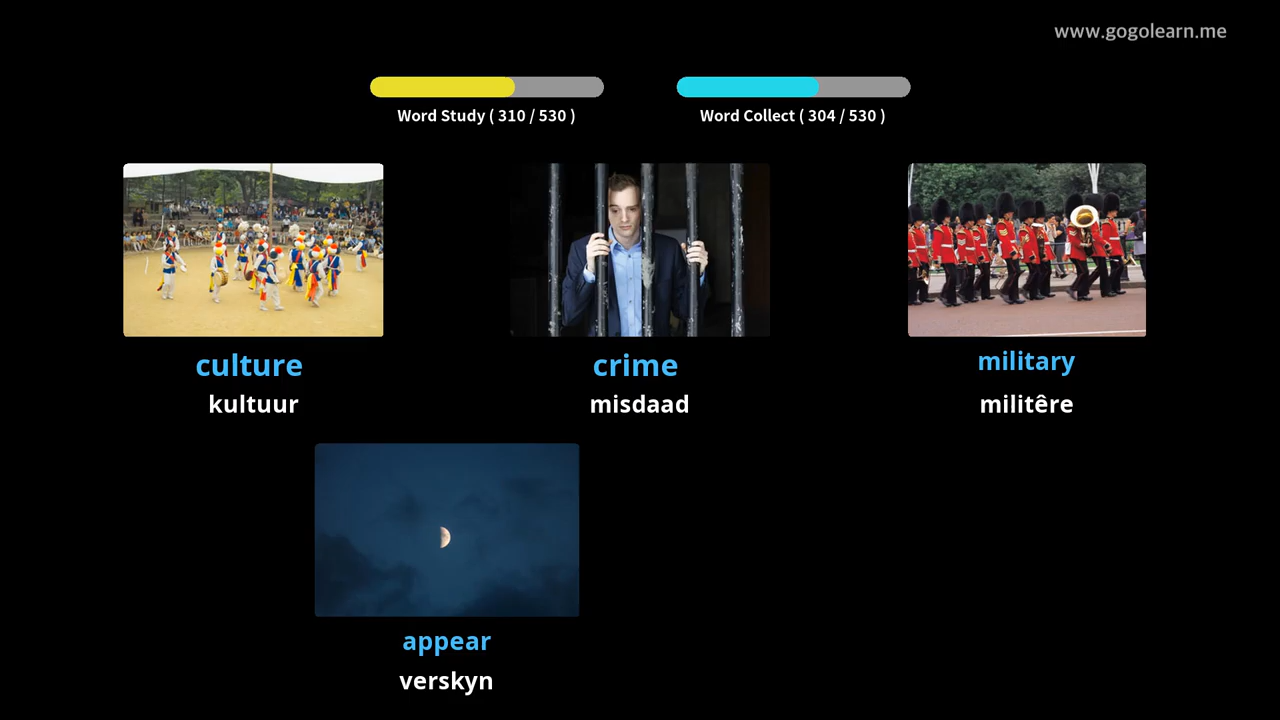 www.gogolearn.me
Word Study ( 310 / 530 )
Word Collect ( 304 / 530 )
culture
kultuur
crime
misdaad
military
militêre
appear
verskyn